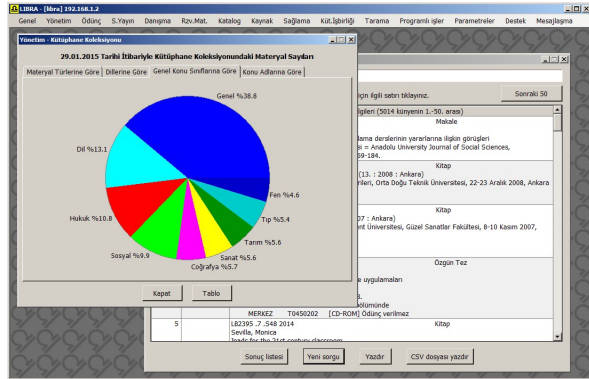 LIBRA - [libra] 192.168.1.2
Genel Yönetim Ödünç S.Yayın Danışma Rzv.Mat. Katalog Kaynak Sağlama Küt.İşbirliği Tarama Programlı işler Parametreler Destek Mesajlaşma
Yönetim - Kütüphane Koleksiyonu
29.01.2015 Tarihi İtibariyle Kütüphane Koleksiyonundaki Materyal Sayıları
Materyal Türlerine Göre Dillerine Göre Genel Konu Sınıflarına Göre Konu Adlarına Göre
Genel %38.8
Dil %13.1
Hukuk %10.8
Sosyal %9.9
Coğrafya %5.7
Sanat %5.6
Tarım %5.6
Tıp %5.4
Fen %4.6
Kapat Tablo
için ilgili satırı tıklayınız. Sonraki 50
ilgileri (5014 künyenin 1.-50. arası)
Makale
lama derslerinin yararlarına ilişkin görüşleri
si = Anadolu University Journal of Social Sciences,
69-184.
Kitap
(13. : 2008 : Ankara)
rileri, Orta Doğu Teknik Üniversitesi, 22-23 Aralık 2008, Ankara
Kitap
07 : Ankara)
ent Üniversitesi, Güzel Sanatlar Fakültesi, 8-10 Kasım 2007,
Özgün Tez
e uygulamaları
8.
bölümünde
MERKEZ T0450202 [CD-ROM] Ödünç verilmez
5 LB2395 .7 .S48 2014 Kitap
Sevilla, Monica
Sonuç listesi Yeni sorgu Yazdır CSV dosyası yazdır